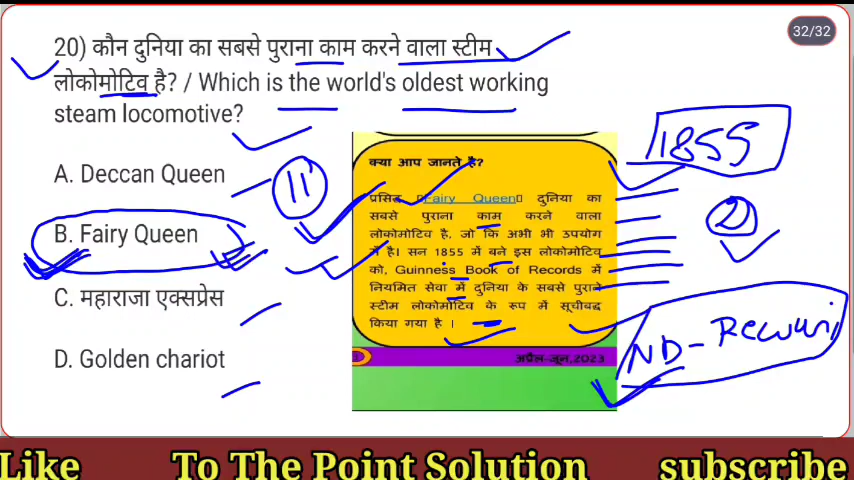 32/32
20) कौन दुनिया का सबसे पुराना काम करने वाला स्टीम
लोकोमोटिव है? / Which is the world's oldest working
steam locomotive?
A. Deccan Queen
B. Fairy Queen
C. महाराजा एक्सप्रेस
D. Golden chariot
11
क्या आप जानते है?
प्रसिद्ध Fairy Queen दुनिया का
सबसे पुराना काम करने वाला
लोकोमोटिव है, जो कि अभी भी उपयोग
में है। सन 1855 में बने इस लोकोमोटिव
को, Guinness Book of Records में
नियमित सेवा में दुनिया के सबसे पुराने
स्टीम लोकोमोटिव के रूप में सूचीबद्ध
किया गया है ।
अप्रैल-जून,2023
1855
2
ND- Rewari
Like To The Point Solution subscribe